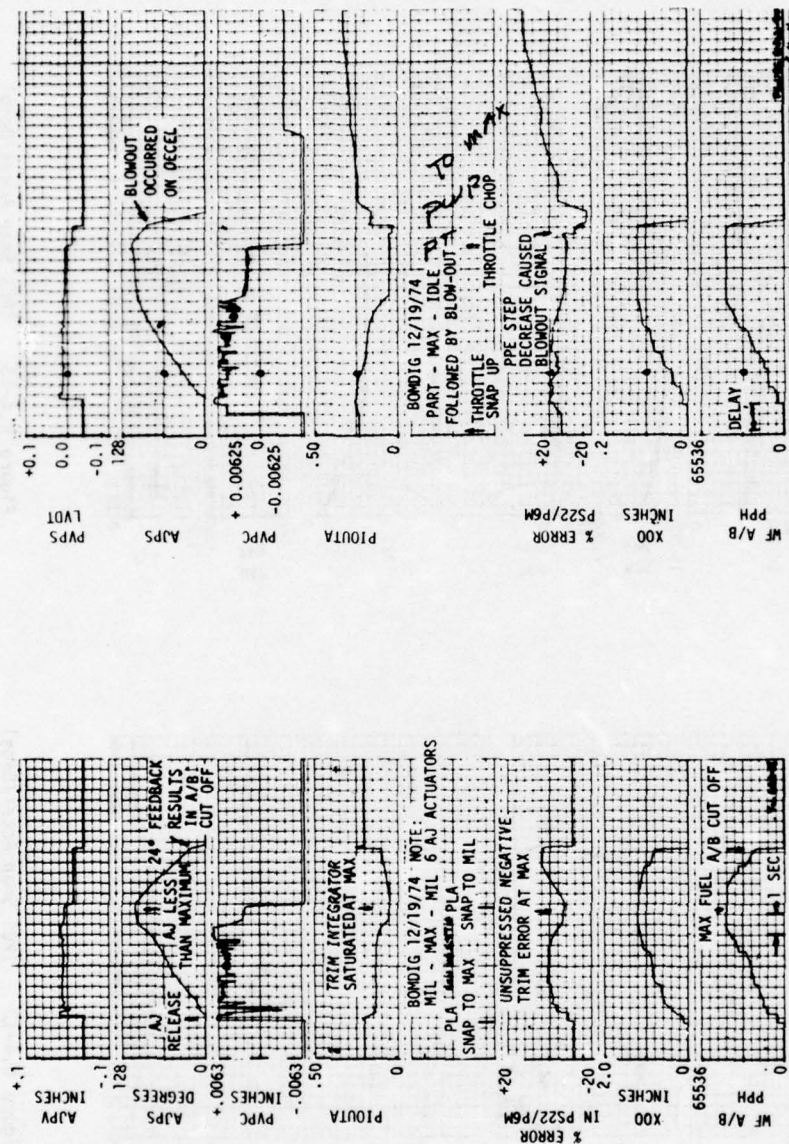 +0.1
0.0
-0.1
PVPS
LVDT
128
0
AJPS
BLOWOUT
OCCURRED
ON DECEL
+ 0.00625
0
-0.00625
PVPC
.50
0
PIOUTA
BOMDIG 12/19/74
PART - MAX - IDLE
FOLLOWED BY BLOW-OUT
max
THROTTLE
SNAP UP
THROTTLE CHOP
PPE STEP
DECREASE CAUSED
BLOWOUT SIGNAL
+20
-20
% ERROR
PS22/P6M
.2
0
XOO
INCHES
65536
0
WF A/B
PPH
DELAY
+.1
-.1
AJPV
INCHES
128
0
AJPS
DEGREES
AJ
RELEASE
AJ LESS
THAN MAXIMUM
24° FEEDBACK
RESULTS
IN A/B
CUT OFF
+.0063
-.0063
PVPC
INCHES
.50
0
PIOUTA
TRIM INTEGRATOR
SATURATED AT MAX
BOMDIG 12/19/74 NOTE:
MIL - MAX - MIL 6 AJ ACTUATORS
PLA PLA
SNAP TO MAX SNAP TO MIL
UNSUPPRESSED NEGATIVE
TRIM ERROR AT MAX
+20
-20
% ERROR
IN PS22/P6M
2.0
0
XOO
INCHES
65536
0
WF A/B
PPH
MAX FUEL A/B CUT OFF
1 SEC